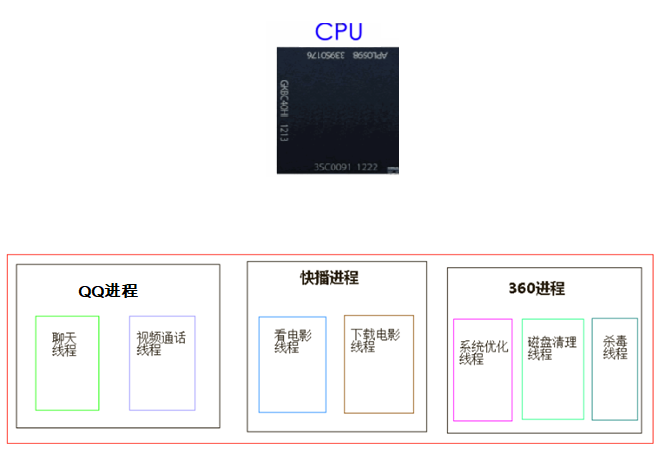 CPU
APL0598 339S0176
GKBC40HI 1213
3SC0091 1222
QQ进程
快播进程
360进程
聊天
线程
视频通话
线程
看电影
线程
下载电影
线程
系统优化
线程
磁盘清理
线程
杀毒
线程